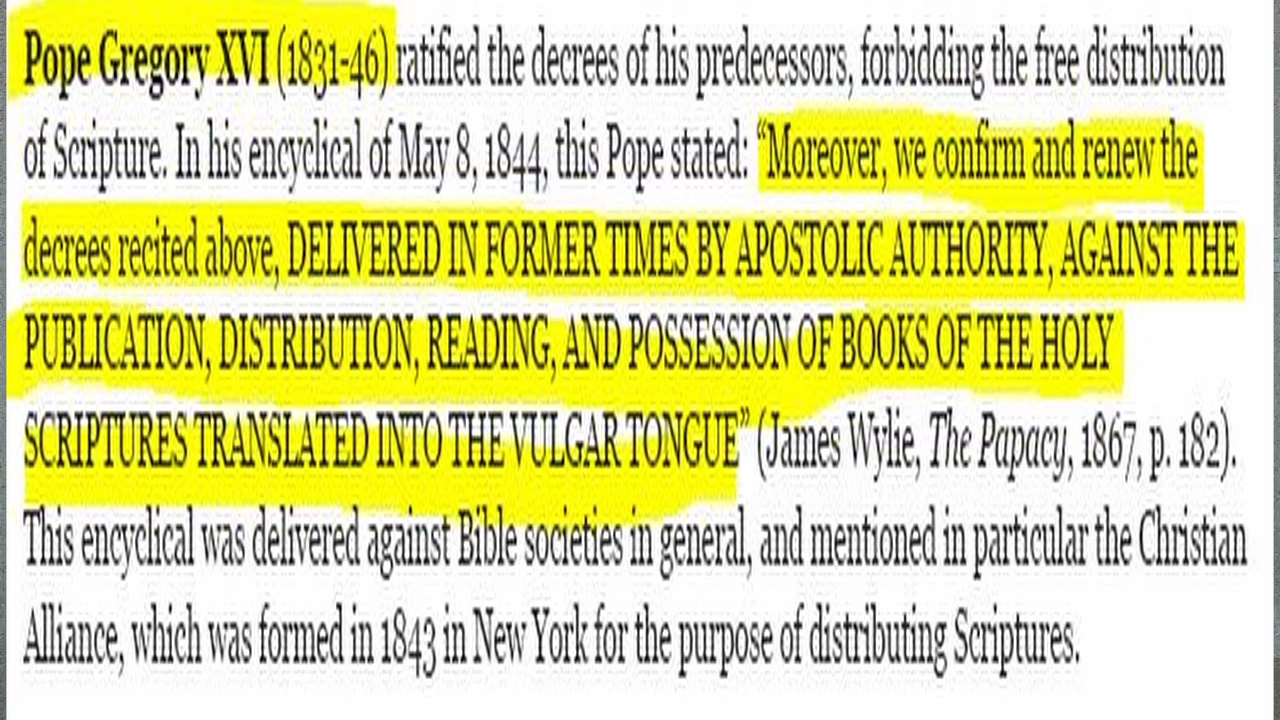 Pope Gregory XVI (1831-46) ratified the decrees of his predecessors, forbidding the free distribution
of Scripture. In his encyclical of May 8, 1844, this Pope stated: “Moreover, we confirm and renew the
decrees recited above, DELIVERED IN FORMER TIMES BY APOSTOLIC AUTHORITY, AGAINST THE
PUBLICATION, DISTRIBUTION, READING, AND POSSESSION OF BOOKS OF THE HOLY
SCRIPTURES TRANSLATED INTO THE VULGAR TONGUE” (James Wylie, The Papacy, 1867, p. 182).
This encyclical was delivered against Bible societies in general, and mentioned in particular the Christian
Alliance, which was formed in 1843 in New York for the purpose of distributing Scriptures.